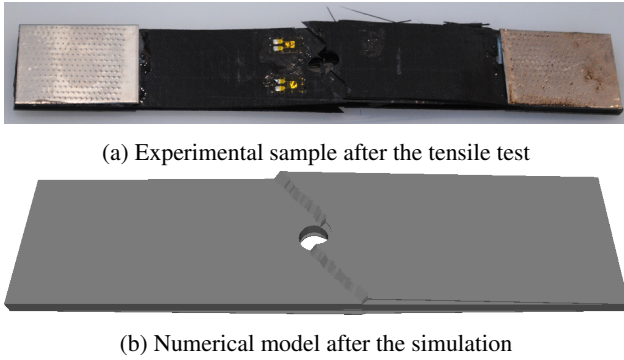 (a) Experimental sample after the tensile test
(b) Numerical model after the simulation